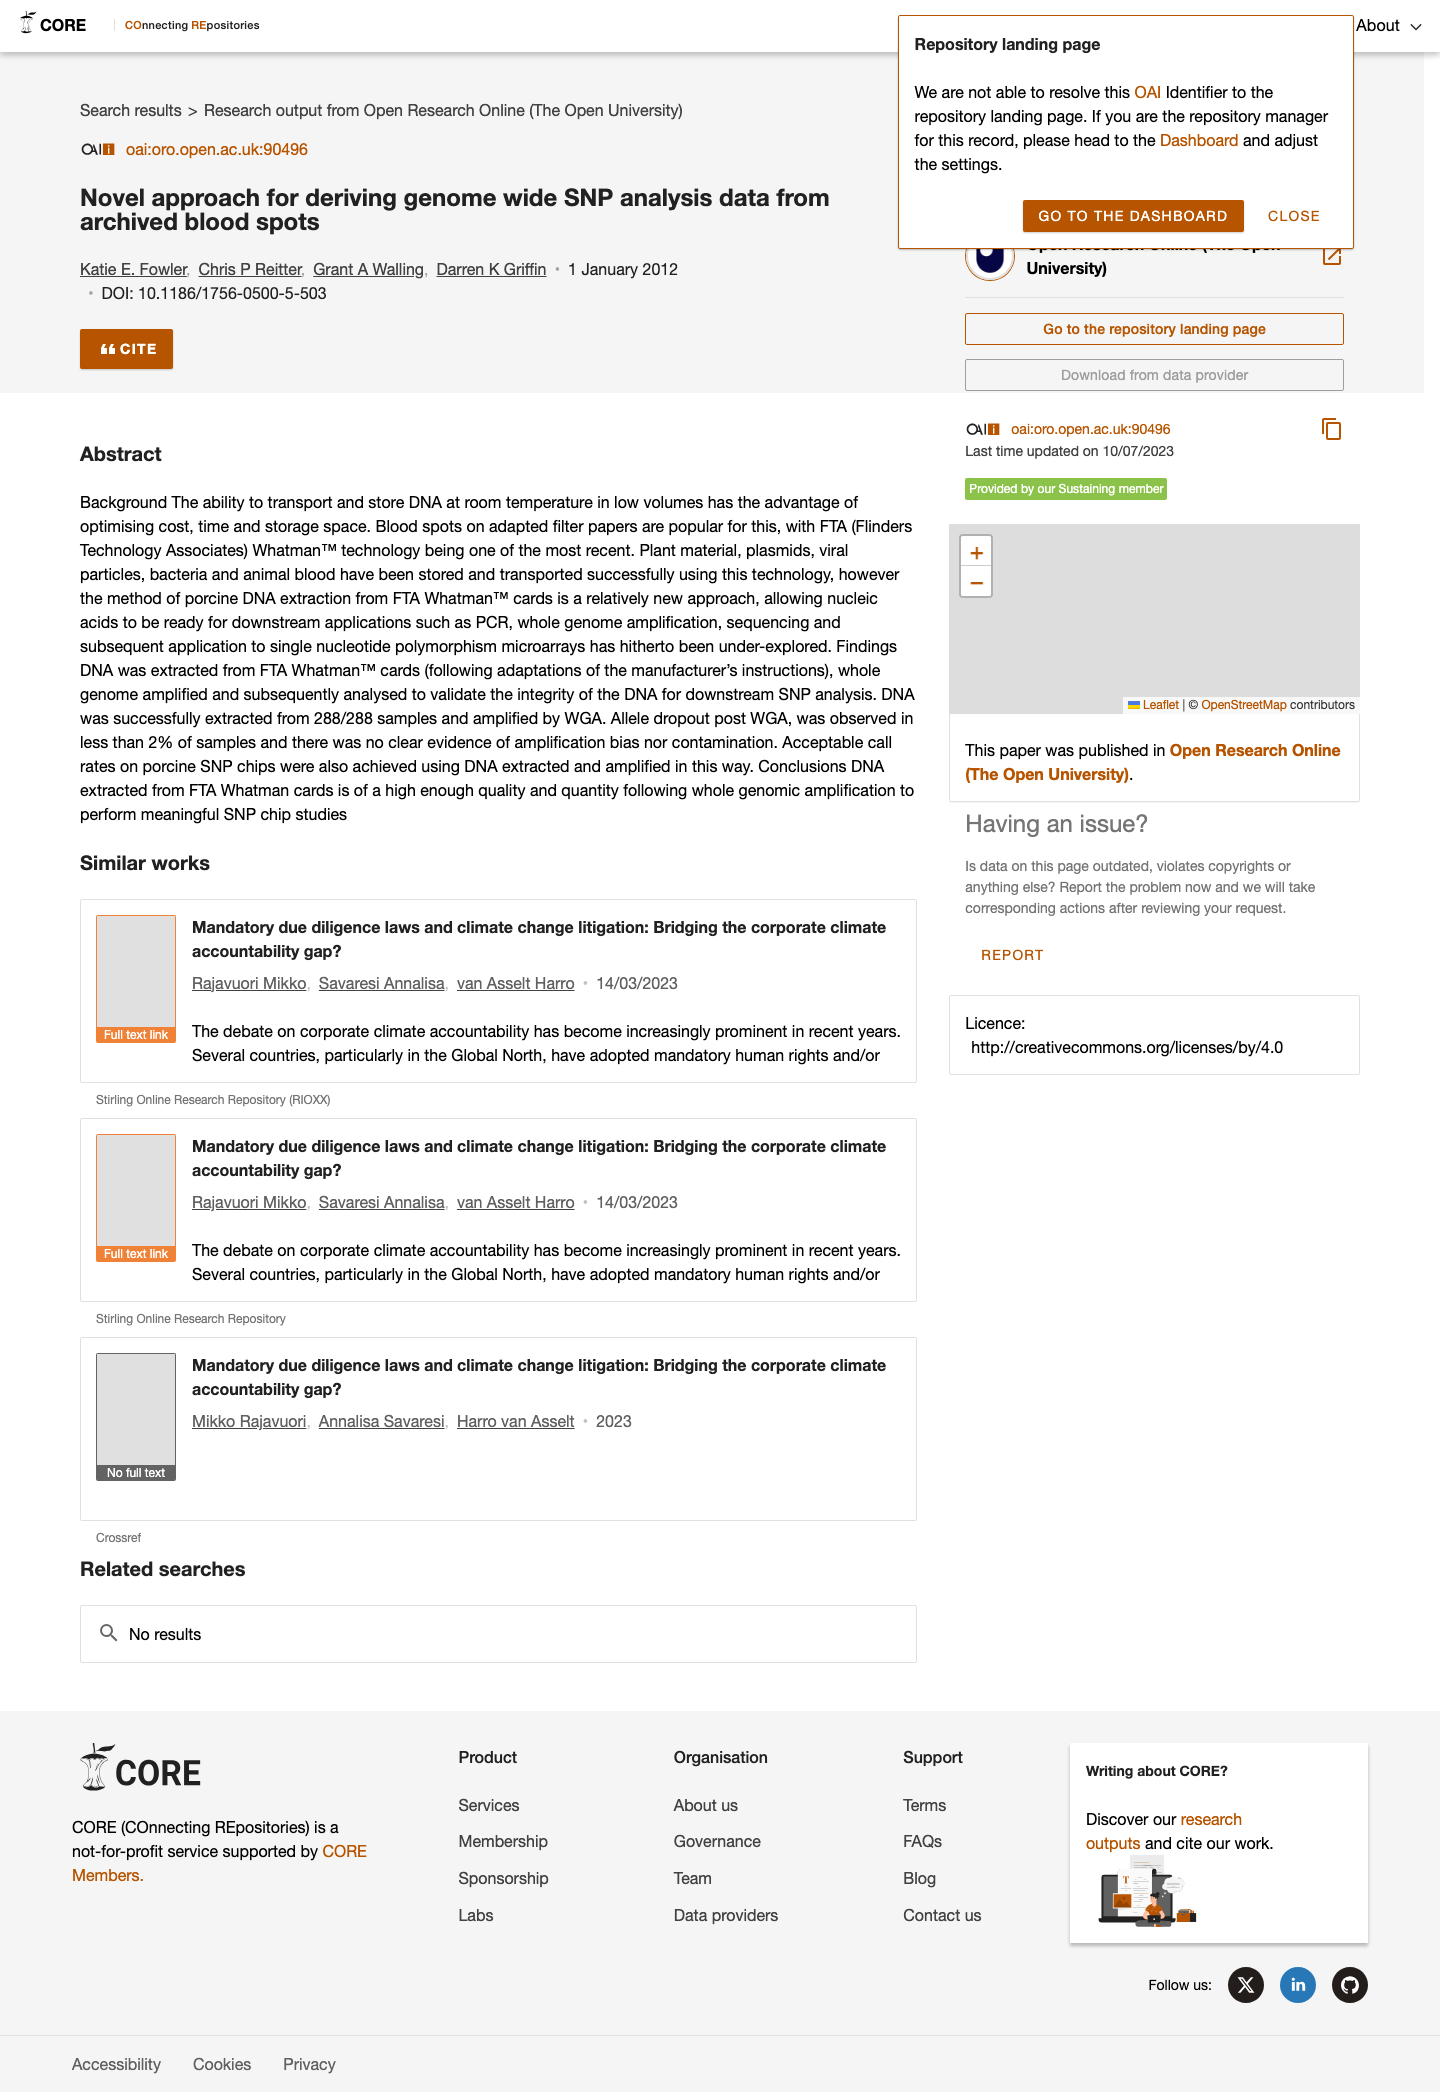 CORE
COnnecting REpositories
About
Repository landing page
We are not able to resolve this OAI Identifier to the
repository landing page. If you are the repository manager
for this record, please head to the Dashboard and adjust
the settings.
GO TO THE DASHBOARD
CLOSE
Search results > Research output from Open Research Online (The Open University)
OAI oai:oro.open.ac.uk:90496
Novel approach for deriving genome wide SNP analysis data from
archived blood spots
Katie E. Fowler, Chris P Reitter, Grant A Walling, Darren K Griffin • 1 January 2012
• DOI: 10.1186/1756-0500-5-503
CITE
Open Research Online (The Open
University)
Go to the repository landing page
Download from data provider
OAI oai:oro.open.ac.uk:90496
Last time updated on 10/07/2023
Provided by our Sustaining member
+
−
Leaflet | © OpenStreetMap contributors
This paper was published in Open Research Online
(The Open University).
Having an issue?
Is data on this page outdated, violates copyrights or
anything else? Report the problem now and we will take
corresponding actions after reviewing your request.
REPORT
Licence:
http://creativecommons.org/licenses/by/4.0
Abstract
Background The ability to transport and store DNA at room temperature in low volumes has the advantage of
optimising cost, time and storage space. Blood spots on adapted filter papers are popular for this, with FTA (Flinders
Technology Associates) Whatman™ technology being one of the most recent. Plant material, plasmids, viral
particles, bacteria and animal blood have been stored and transported successfully using this technology, however
the method of porcine DNA extraction from FTA Whatman™ cards is a relatively new approach, allowing nucleic
acids to be ready for downstream applications such as PCR, whole genome amplification, sequencing and
subsequent application to single nucleotide polymorphism microarrays has hitherto been under-explored. Findings
DNA was extracted from FTA Whatman™ cards (following adaptations of the manufacturer’s instructions), whole
genome amplified and subsequently analysed to validate the integrity of the DNA for downstream SNP analysis. DNA
was successfully extracted from 288/288 samples and amplified by WGA. Allele dropout post WGA, was observed in
less than 2% of samples and there was no clear evidence of amplification bias nor contamination. Acceptable call
rates on porcine SNP chips were also achieved using DNA extracted and amplified in this way. Conclusions DNA
extracted from FTA Whatman cards is of a high enough quality and quantity following whole genomic amplification to
perform meaningful SNP chip studies
Similar works
Mandatory due diligence laws and climate change litigation: Bridging the corporate climate
accountability gap?
Rajavuori Mikko, Savaresi Annalisa, van Asselt Harro • 14/03/2023
The debate on corporate climate accountability has become increasingly prominent in recent years.
Several countries, particularly in the Global North, have adopted mandatory human rights and/or
Full text link
Stirling Online Research Repository (RIOXX)
Mandatory due diligence laws and climate change litigation: Bridging the corporate climate
accountability gap?
Rajavuori Mikko, Savaresi Annalisa, van Asselt Harro • 14/03/2023
The debate on corporate climate accountability has become increasingly prominent in recent years.
Several countries, particularly in the Global North, have adopted mandatory human rights and/or
Full text link
Stirling Online Research Repository
Mandatory due diligence laws and climate change litigation: Bridging the corporate climate
accountability gap?
Mikko Rajavuori, Annalisa Savaresi, Harro van Asselt • 2023
No full text
Crossref
Related searches
No results
CORE
CORE (COnnecting REpositories) is a
not-for-profit service supported by CORE
Members.
Product
Services
Membership
Sponsorship
Labs
Organisation
About us
Governance
Team
Data providers
Support
Terms
FAQs
Blog
Contact us
Writing about CORE?
Discover our research
outputs and cite our work.
T
Follow us:
X
in
Accessibility Cookies Privacy